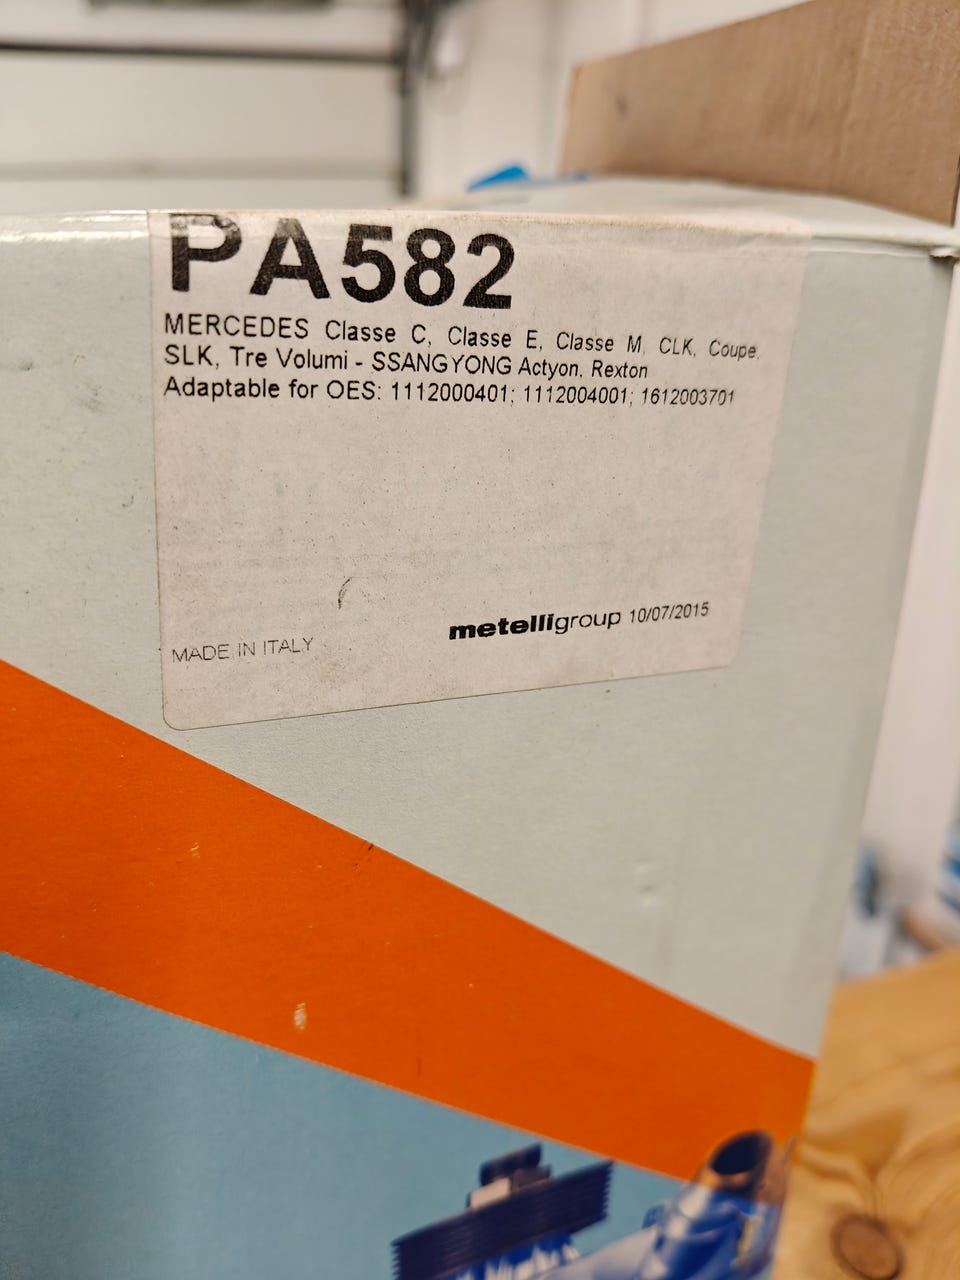 PA582
MERCEDES Classe C, Classe E, Classe M, CLK, Coupe,
SLK, Tre Volumi - SSANGYONG Actyon, Rexton
Adaptable for OES: 1112000401; 1112004001; 1612003701
metelligroup 10/07/2015
MADE IN ITALY